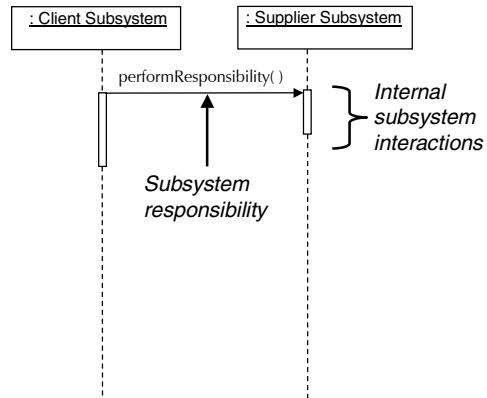 : Client Subsystem
: Supplier Subsystem
performResponsibility( )
Internal
subsystem
interactions
Subsystem
responsibility